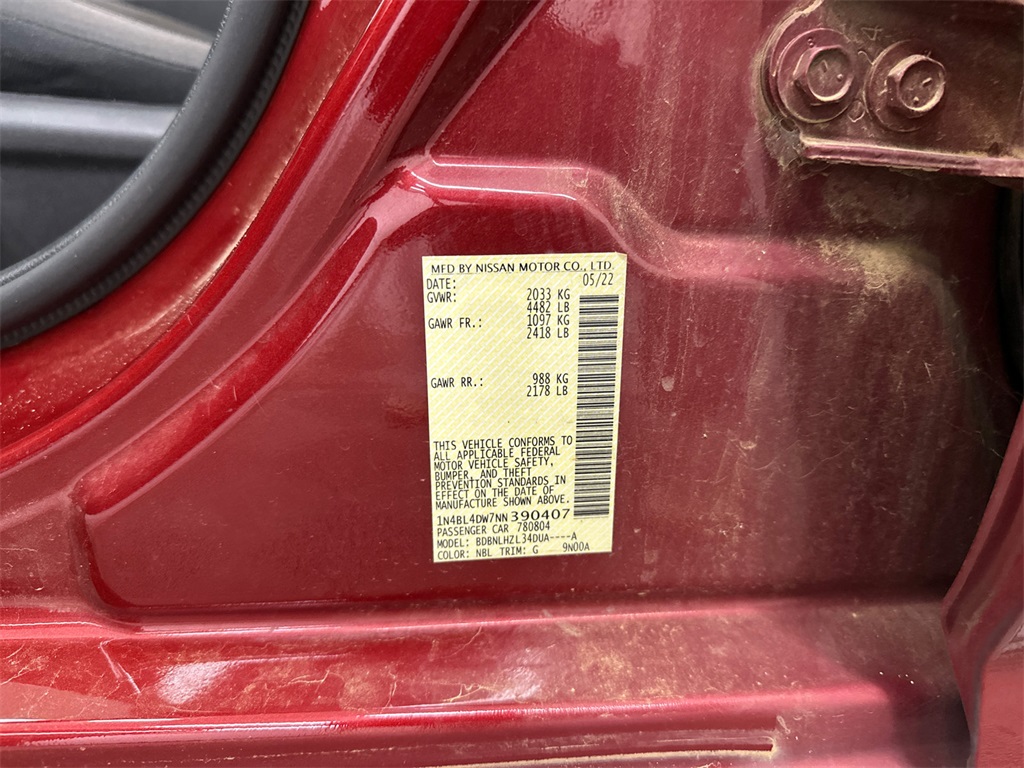 MFD BY NISSAN MOTOR CO., LTD.
DATE: 05/22
GVWR: 2033 KG
4482 LB
GAWR FR.: 1097 KG
2418 LB
GAWR RR.: 988 KG
2178 LB
THIS VEHICLE CONFORMS TO
ALL APPLICABLE FEDERAL
MOTOR VEHICLE SAFETY,
BUMPER, AND THEFT
PREVENTION STANDARDS IN
EFFECT ON THE DATE OF
MANUFACTURE SHOWN ABOVE.
1N4BL4DW7NN390407
PASSENGER CAR 780804
MODEL: BDBNLHZL34DUA----A
COLOR: NBL TRIM: G 9N00A